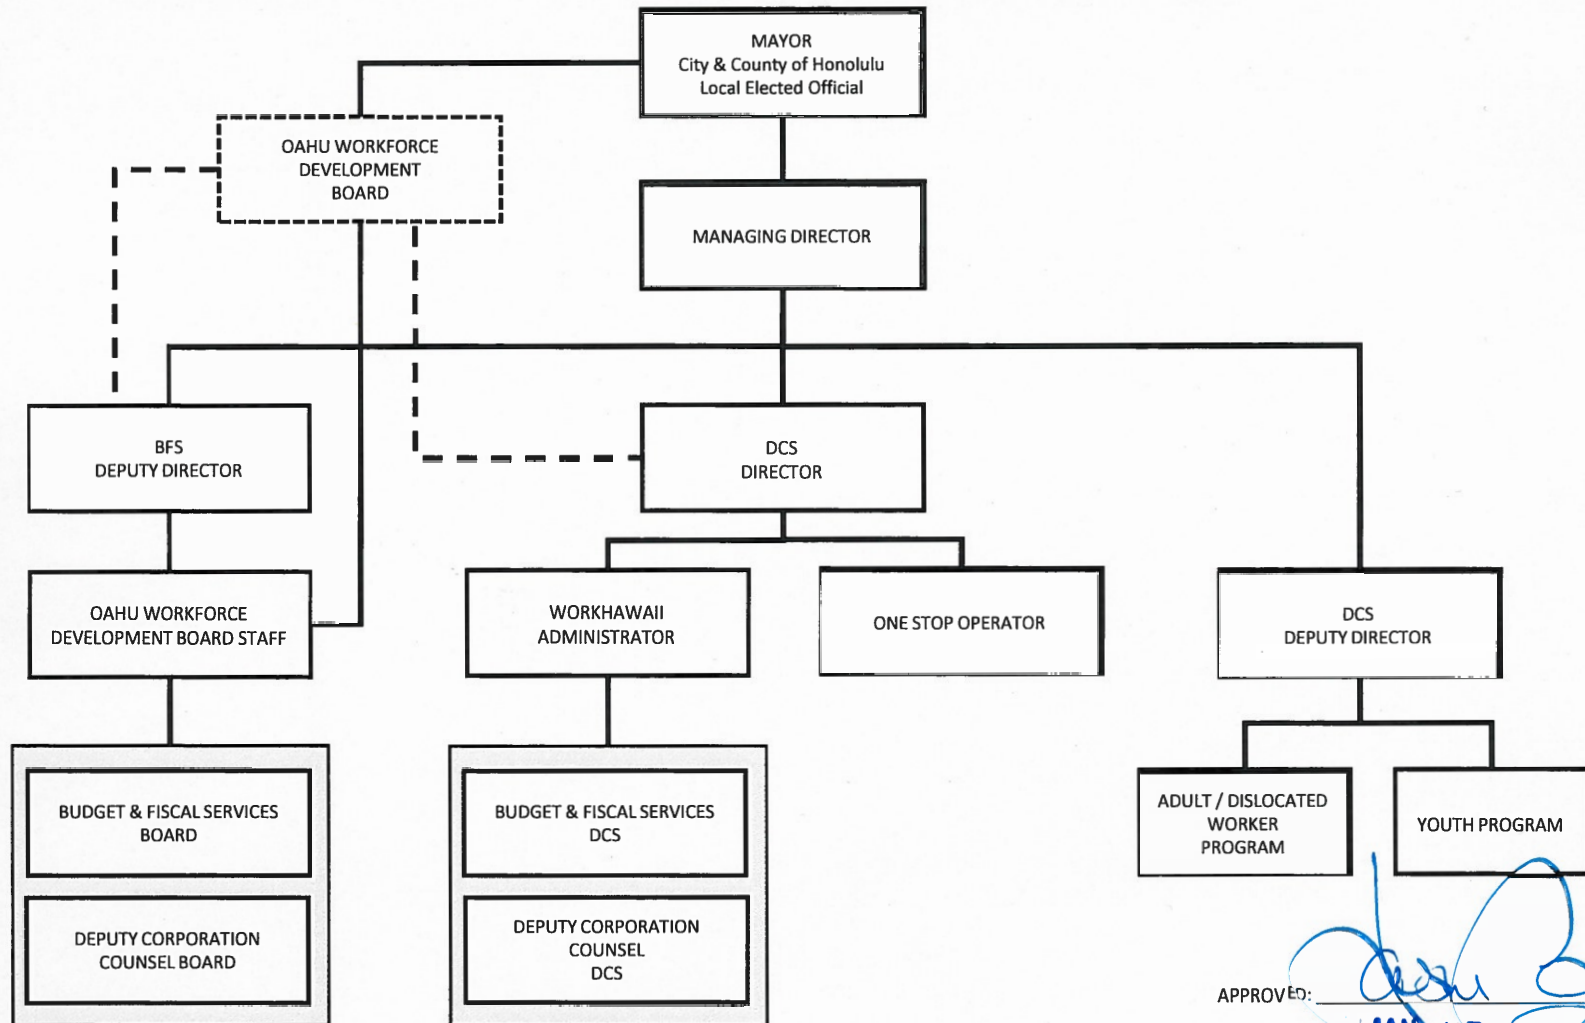 MAYOR
City & County of Honolulu
Local Elected Official
OAHU WORKFORCE
DEVELOPMENT
BOARD
MANAGING DIRECTOR
BFS
DEPUTY DIRECTOR
DCS
DIRECTOR
OAHU WORKFORCE
DEVELOPMENT BOARD STAFF
WORKHAWAII
ADMINISTRATOR
ONE STOP OPERATOR
DCS
DEPUTY DIRECTOR
BUDGET & FISCAL SERVICES
BOARD
DEPUTY CORPORATION
COUNSEL BOARD
BUDGET & FISCAL SERVICES
DCS
DEPUTY CORPORATION
COUNSEL
DCS
ADULT / DISLOCATED
WORKER
PROGRAM
YOUTH PROGRAM
APPROVED: